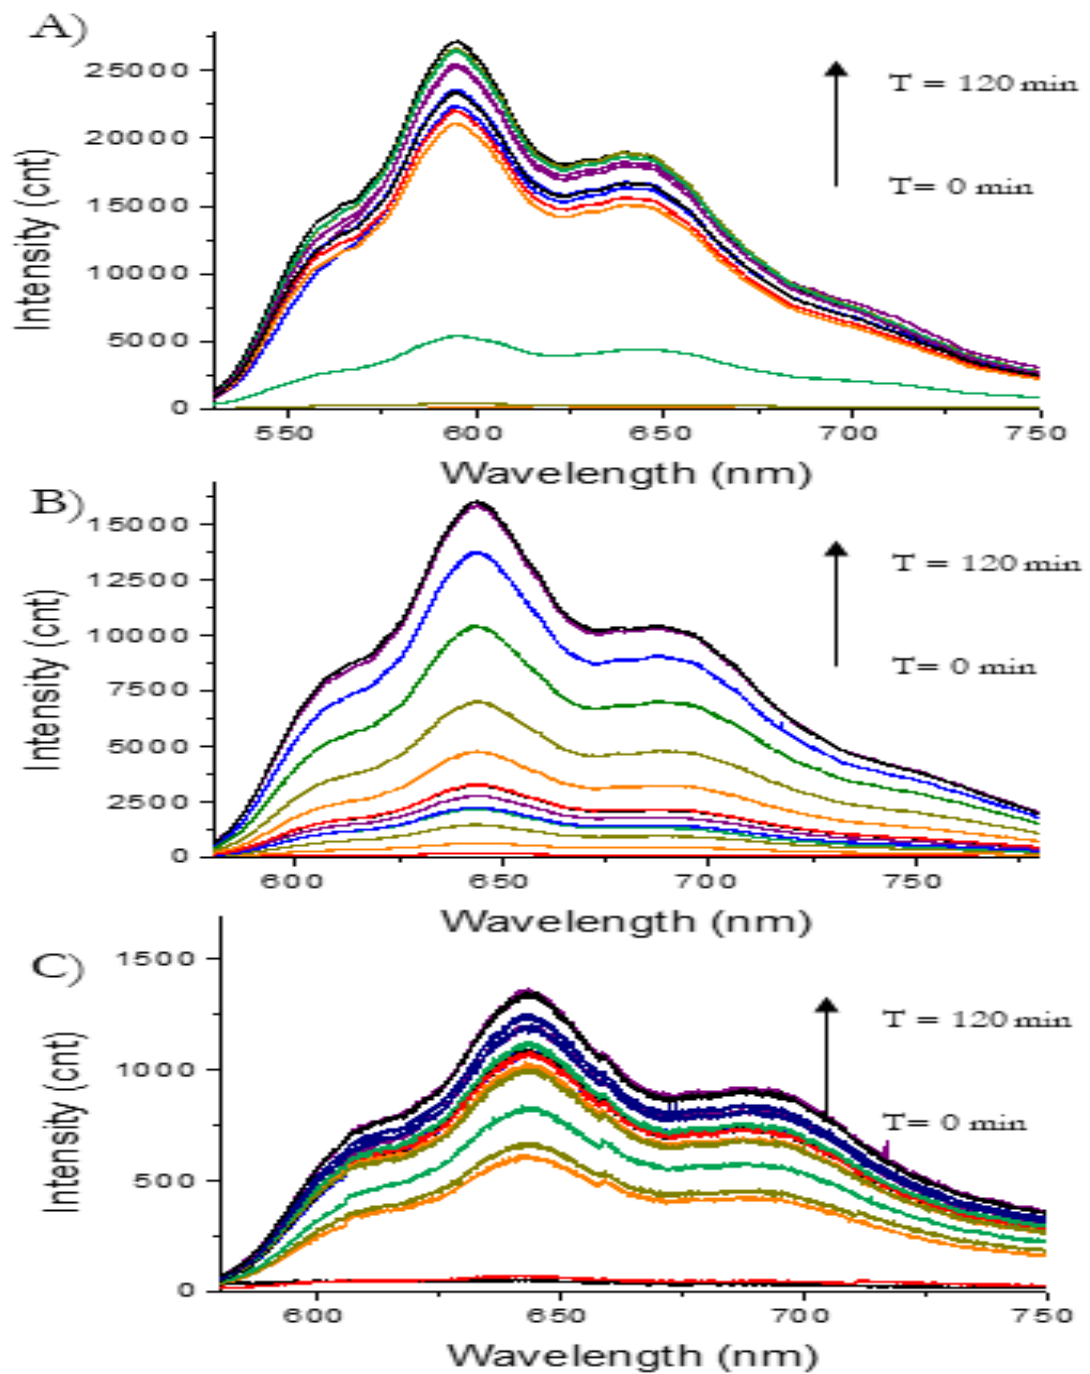 A)
25000
20000
15000
10000
5000
0
Intensity (cnt)
T = 120 min
T= 0 min
550 600 650 700 750
Wavelength (nm)
B)
15000
12500
10000
7500
5000
2500
0
Intensity (cnt)
T = 120 min
T= 0 min
600 650 700 750
Wavelength (nm)
C)
1500
1000
500
0
Intensity (cnt)
T = 120 min
T= 0 min
600 650 700 750
Wavelength (nm)